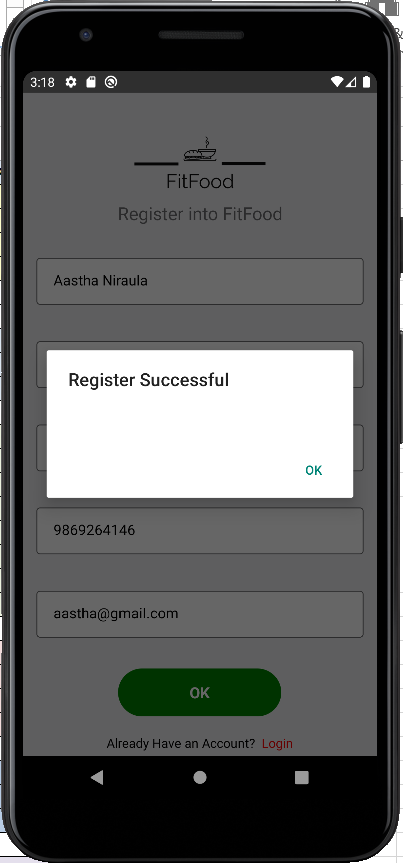 3:18
FitFood
Register into FitFood
Aastha Niraula
Register Successful
OK
9869264146
aastha@gmail.com
OK
Already Have an Account? Login